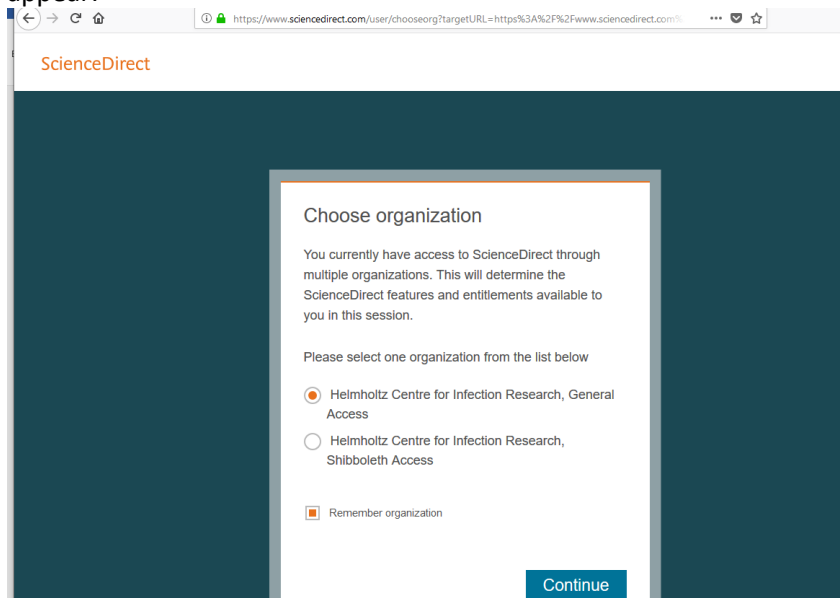 appear.
https://www.sciencedirect.com/user/chooseorg?targetURL=https%3A%2F%2Fwww.sciencedirect.com%
ScienceDirect
Choose organization
You currently have access to ScienceDirect through
multiple organizations. This will determine the
ScienceDirect features and entitlements available to
you in this session.
Please select one organization from the list below
Helmholtz Centre for Infection Research, General
Access
Helmholtz Centre for Infection Research,
Shibboleth Access
Remember organization
Continue